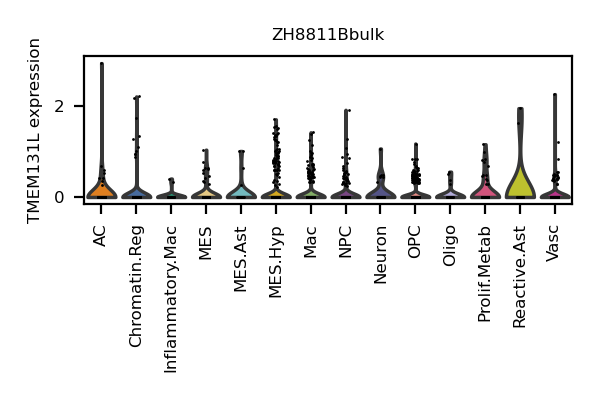 ZH8811Bbulk
TMEM131L expression
2
0
AC
Chromatin.Reg
Inflammatory.Mac
MES
MES.Ast
MES.Hyp
Mac
NPC
Neuron
OPC
Oligo
Prolif.Metab
Reactive.Ast
Vasc